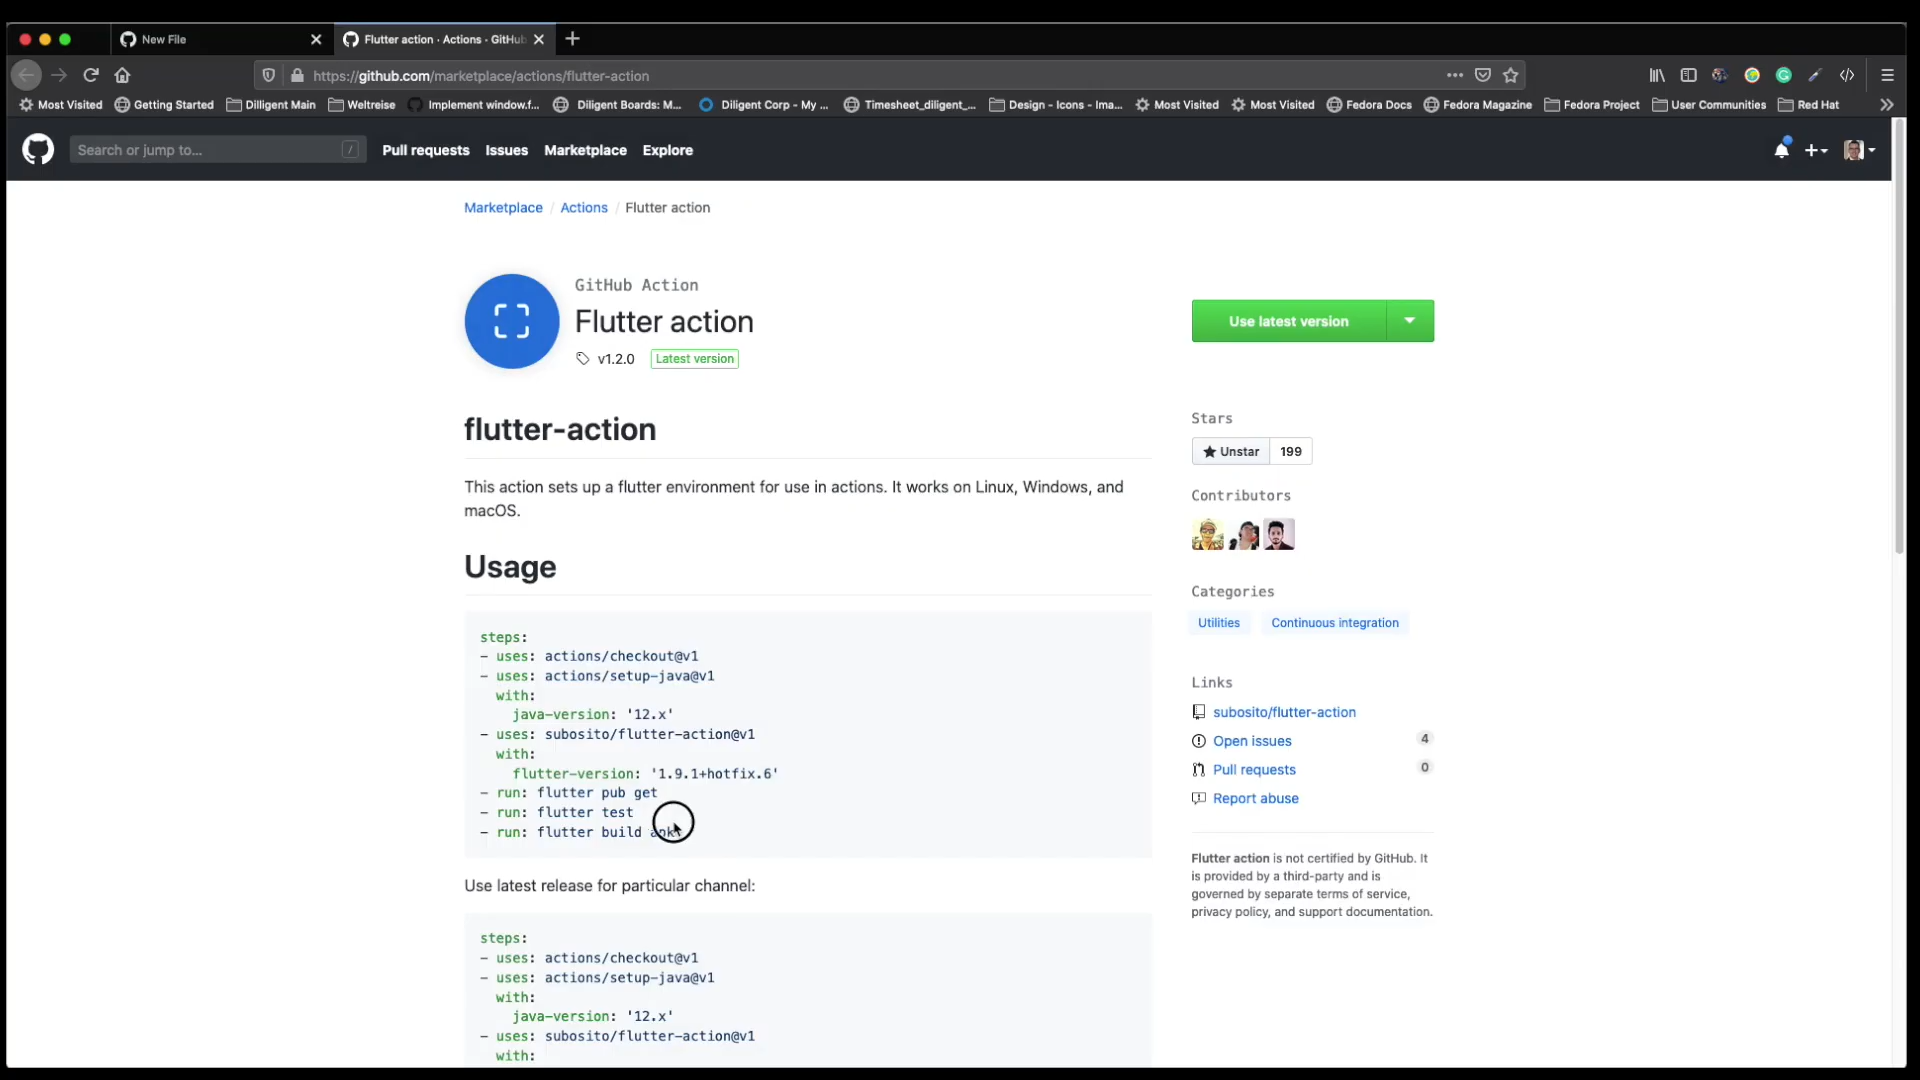 New File
Flutter action · Actions · GitHub
https://github.com/marketplace/actions/flutter-action
Most Visited
Getting Started
Diligent Main
Weltreise
Implement window.f...
Diligent Boards: M...
Diligent Corp - My ...
Timesheet_diligent_...
Design - Icons - Ima...
Most Visited
Most Visited
Fedora Docs
Fedora Magazine
Fedora Project
User Communities
Red Hat
Search or jump to...
/
Pull requests
Issues
Marketplace
Explore
Marketplace / Actions / Flutter action
GitHub Action
Flutter action
v1.2.0
Latest version
Use latest version
flutter-action
This action sets up a flutter environment for use in actions. It works on Linux, Windows, and
macOS.
Usage
steps:
- uses: actions/checkout@v1
- uses: actions/setup-java@v1
with:
java-version: '12.x'
- uses: subosito/flutter-action@v1
with:
flutter-version: '1.9.1+hotfix.6'
- run: flutter pub get
- run: flutter test
- run: flutter build apk
Use latest release for particular channel:
steps:
- uses: actions/checkout@v1
- uses: actions/setup-java@v1
with:
java-version: '12.x'
- uses: subosito/flutter-action@v1
with:
Stars
Unstar 199
Contributors
Categories
Utilities
Continuous integration
Links
subosito/flutter-action
Open issues 4
Pull requests 0
Report abuse
Flutter action is not certified by GitHub. It
is provided by a third-party and is
governed by separate terms of service,
privacy policy, and support documentation.